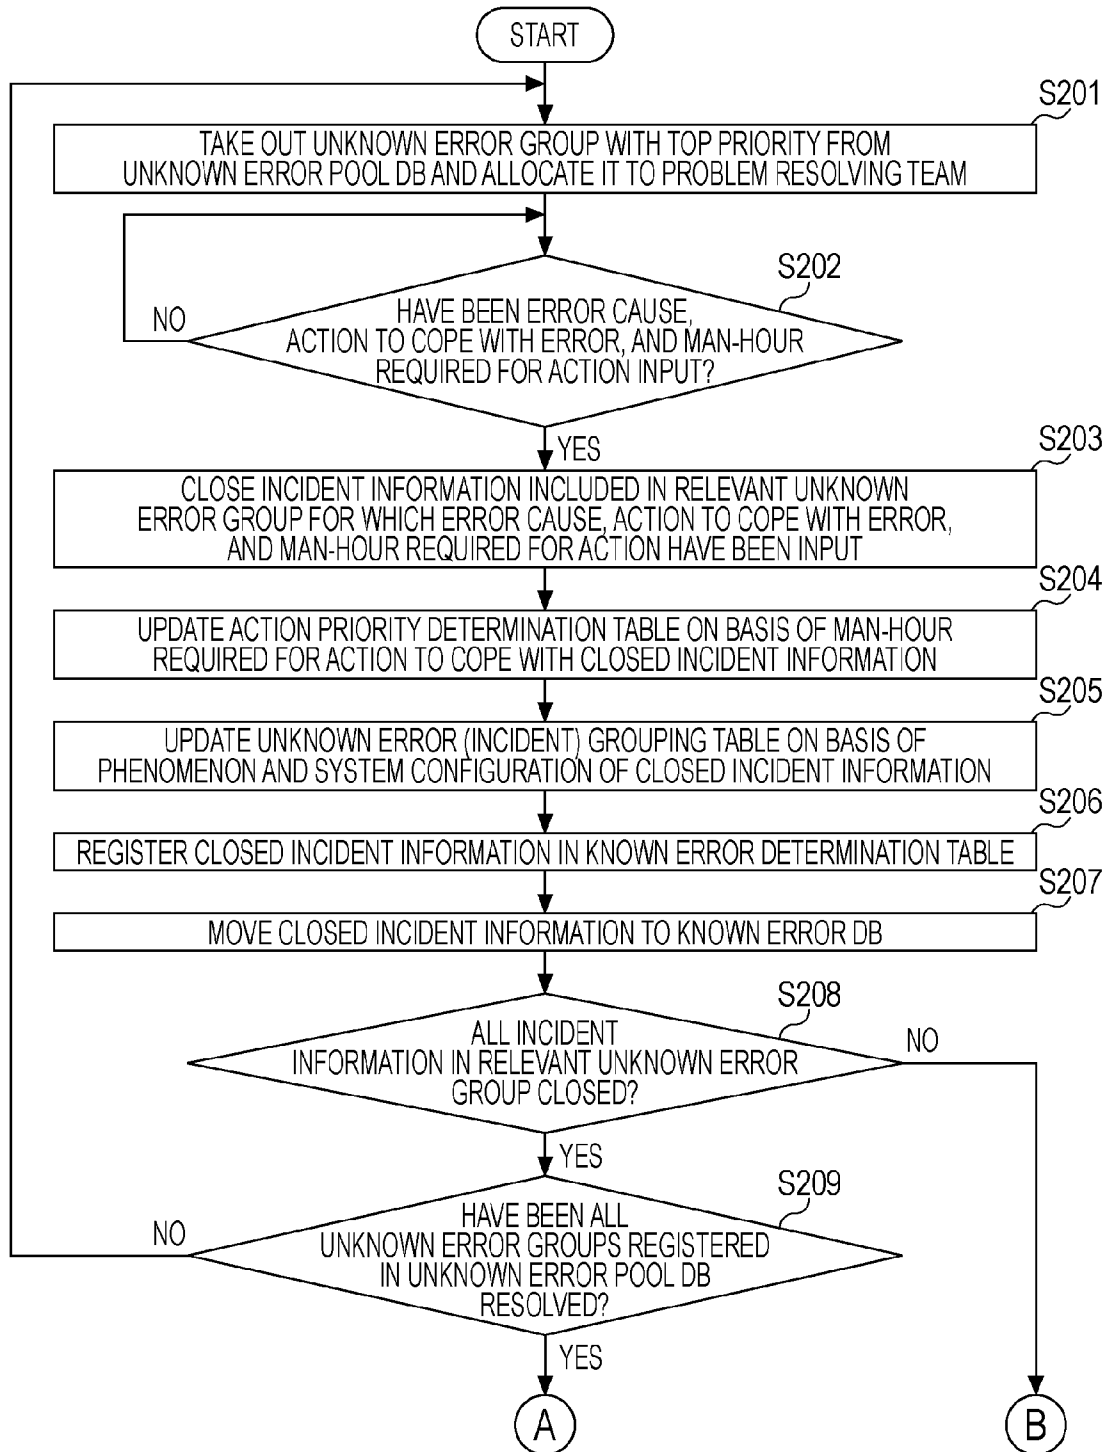 START
S201
TAKE OUT UNKNOWN ERROR GROUP WITH TOP PRIORITY FROM
UNKNOWN ERROR POOL DB AND ALLOCATE IT TO PROBLEM RESOLVING TEAM
S202
NO
HAVE BEEN ERROR CAUSE,
ACTION TO COPE WITH ERROR, AND MAN-HOUR
REQUIRED FOR ACTION INPUT?
YES
S203
CLOSE INCIDENT INFORMATION INCLUDED IN RELEVANT UNKNOWN
ERROR GROUP FOR WHICH ERROR CAUSE, ACTION TO COPE WITH ERROR,
AND MAN-HOUR REQUIRED FOR ACTION HAVE BEEN INPUT
S204
UPDATE ACTION PRIORITY DETERMINATION TABLE ON BASIS OF MAN-HOUR
REQUIRED FOR ACTION TO COPE WITH CLOSED INCIDENT INFORMATION
S205
UPDATE UNKNOWN ERROR (INCIDENT) GROUPING TABLE ON BASIS OF
PHENOMENON AND SYSTEM CONFIGURATION OF CLOSED INCIDENT INFORMATION
S206
REGISTER CLOSED INCIDENT INFORMATION IN KNOWN ERROR DETERMINATION TABLE
S207
MOVE CLOSED INCIDENT INFORMATION TO KNOWN ERROR DB
S208
ALL INCIDENT
INFORMATION IN RELEVANT UNKNOWN ERROR
GROUP CLOSED?
NO
YES
S209
NO
HAVE BEEN ALL
UNKNOWN ERROR GROUPS REGISTERED
IN UNKNOWN ERROR POOL DB
RESOLVED?
YES
A
B